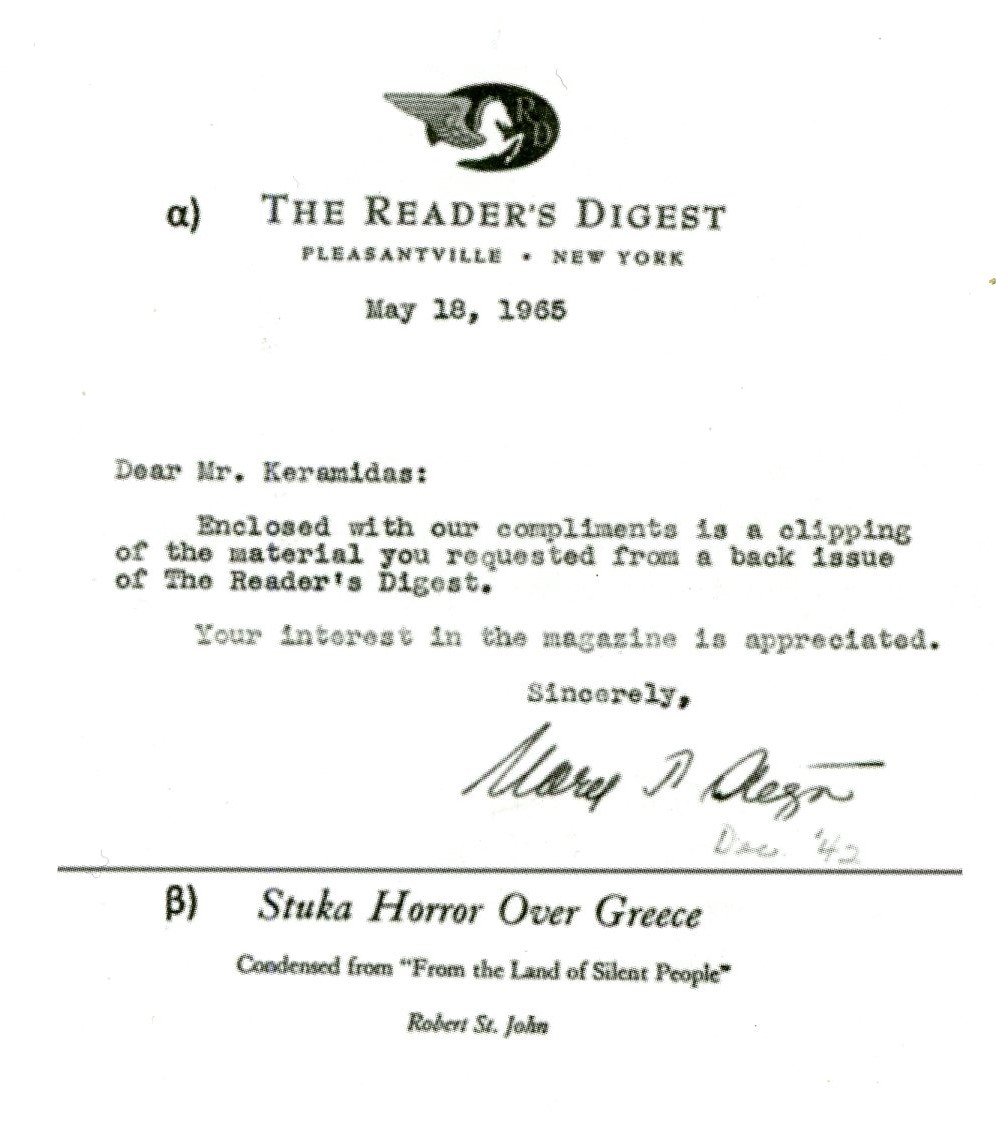 R D
α) THE READER'S DIGEST
PLEASANTVILLE • NEW YORK
May 18, 1965
Dear Mr. Keramidas:
Enclosed with our compliments is a clipping
of the material you requested from a back issue
of The Reader's Digest.
Your interest in the magazine is appreciated.
Sincerely,
Mary
Dec. '42
β) Stuka Horror Over Greece
Condensed from "From the Land of Silent People"
Robert St. John